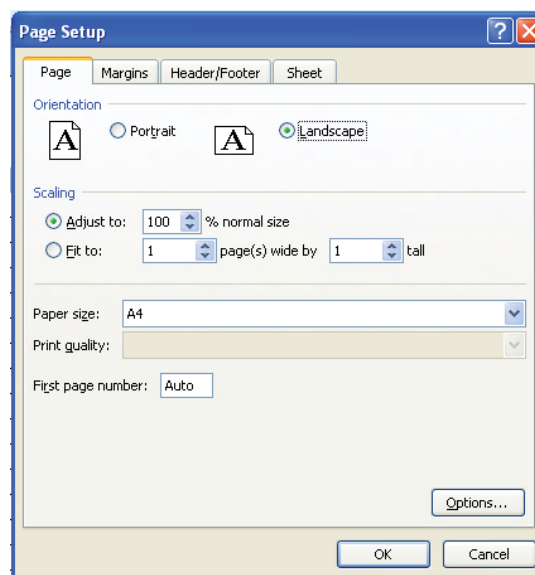 Page Setup
Page Margins Header/Footer Sheet
Orientation
A Portrait A Landscape
Scaling
Adjust to: 100 % normal size
Fit to: 1 page(s) wide by 1 tall
Paper size: A4
Print quality:
First page number: Auto
Options...
OK Cancel